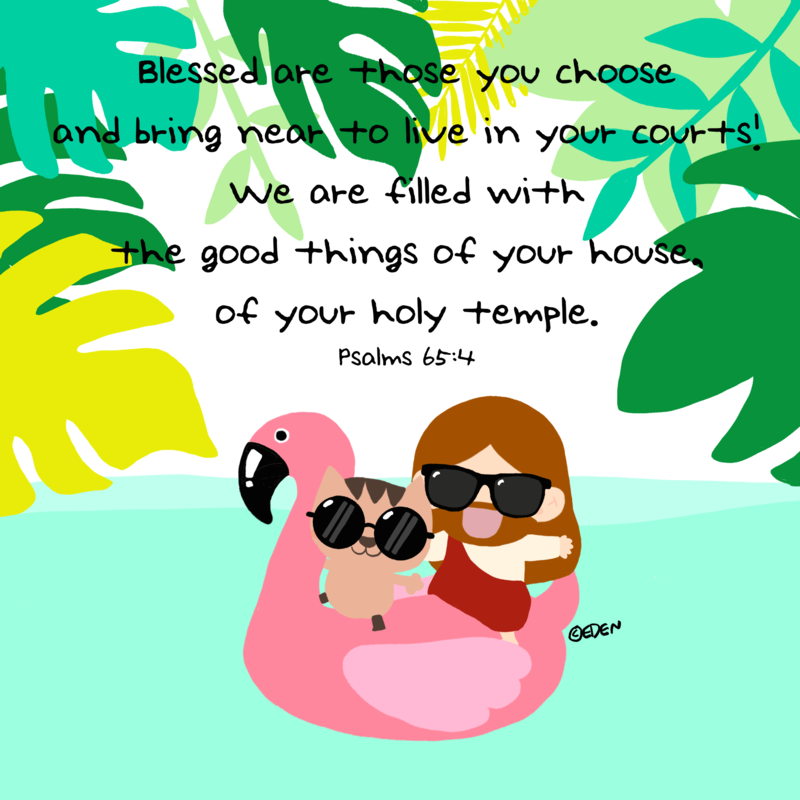 Blessed are those you choose
and bring near to live in your courts!
We are filled with
the good things of your house,
of your holy temple.
Psalms 65:4
©EDEN